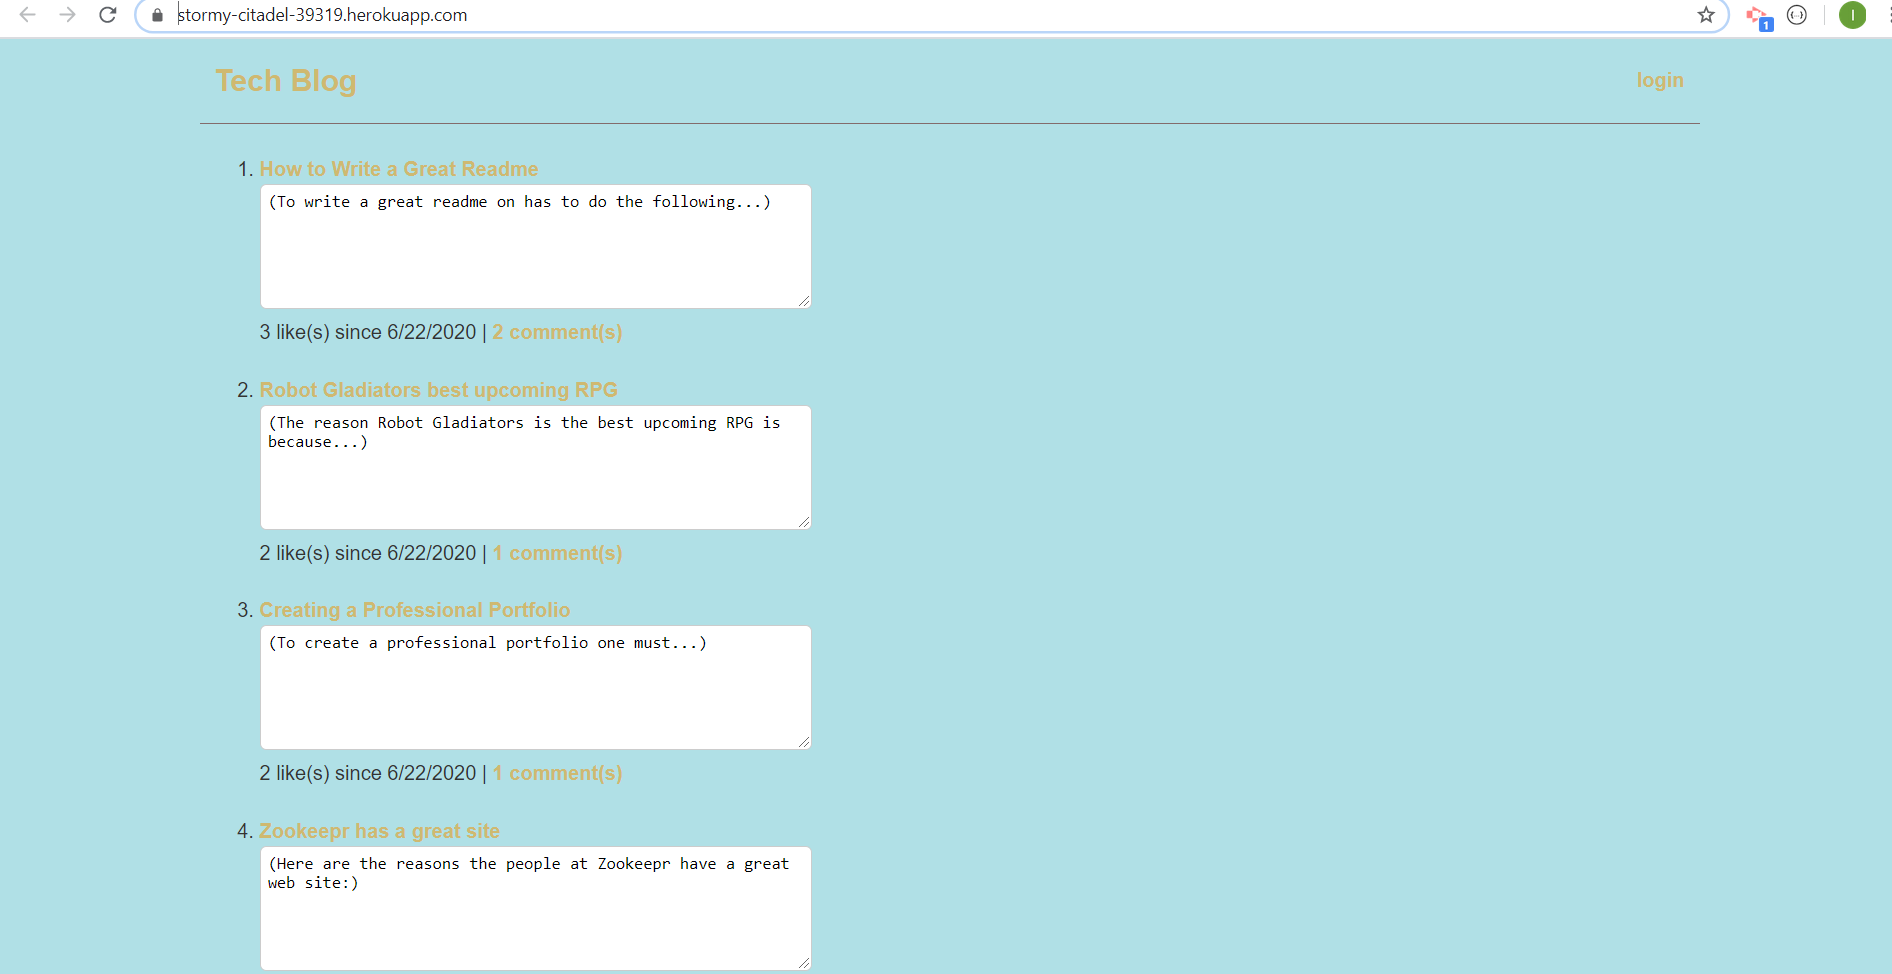 stormy-citadel-39319.herokuapp.com
1
I
Tech Blog
login
1. How to Write a Great Readme
(To write a great readme on has to do the following...)
3 like(s) since 6/22/2020 | 2 comment(s)
2. Robot Gladiators best upcoming RPG
(The reason Robot Gladiators is the best upcoming RPG is
because...)
2 like(s) since 6/22/2020 | 1 comment(s)
3. Creating a Professional Portfolio
(To create a professional portfolio one must...)
2 like(s) since 6/22/2020 | 1 comment(s)
4. Zookeepr has a great site
(Here are the reasons the people at Zookeepr have a great
web site:)